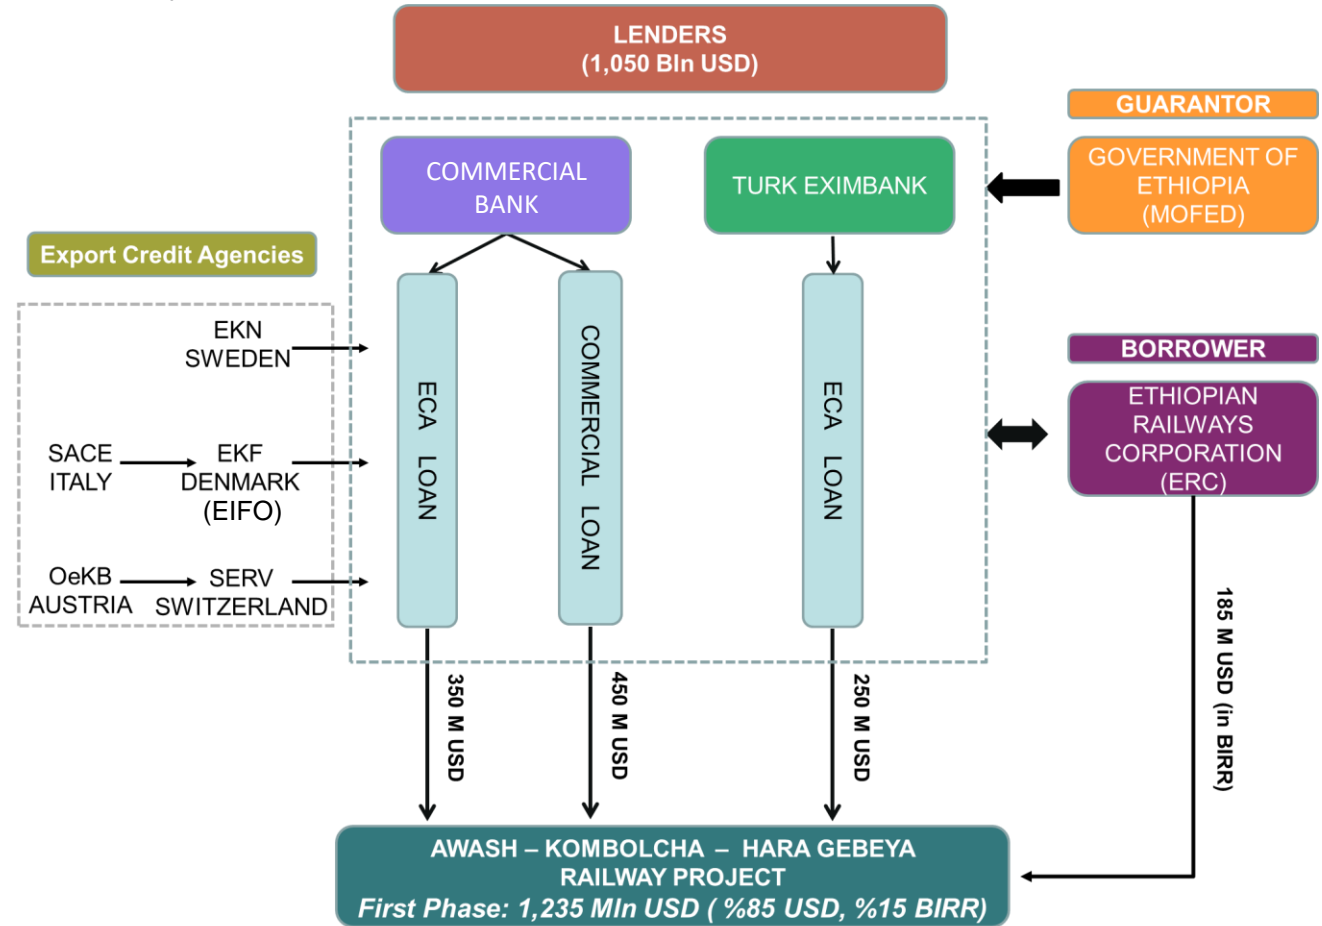 LENDERS
(1,050 Bln USD)
GUARANTOR
GOVERNMENT OF
ETHIOPIA
(MOFED)
COMMERCIAL
BANK
TURK EXIMBANK
Export Credit Agencies
EKN
SWEDEN
SACE
ITALY
EKF
DENMARK
(EIFO)
OeKB
AUSTRIA
SERV
SWITZERLAND
ECA LOAN
COMMERCIAL LOAN
ECA LOAN
BORROWER
ETHIOPIAN
RAILWAYS
CORPORATION
(ERC)
350 M USD
450 M USD
250 M USD
185 M USD (in BIRR)
AWASH – KOMBOLCHA – HARA GEBEYA
RAILWAY PROJECT
First Phase: 1,235 Mln USD ( %85 USD, %15 BIRR)